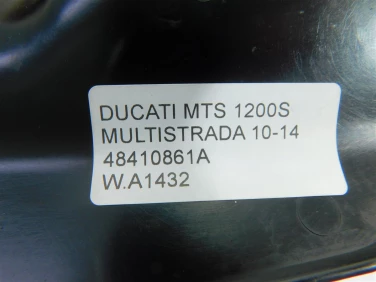 DUCATI MTS 1200S
MULTISTRADA 10-14
48410861A
W.A1432